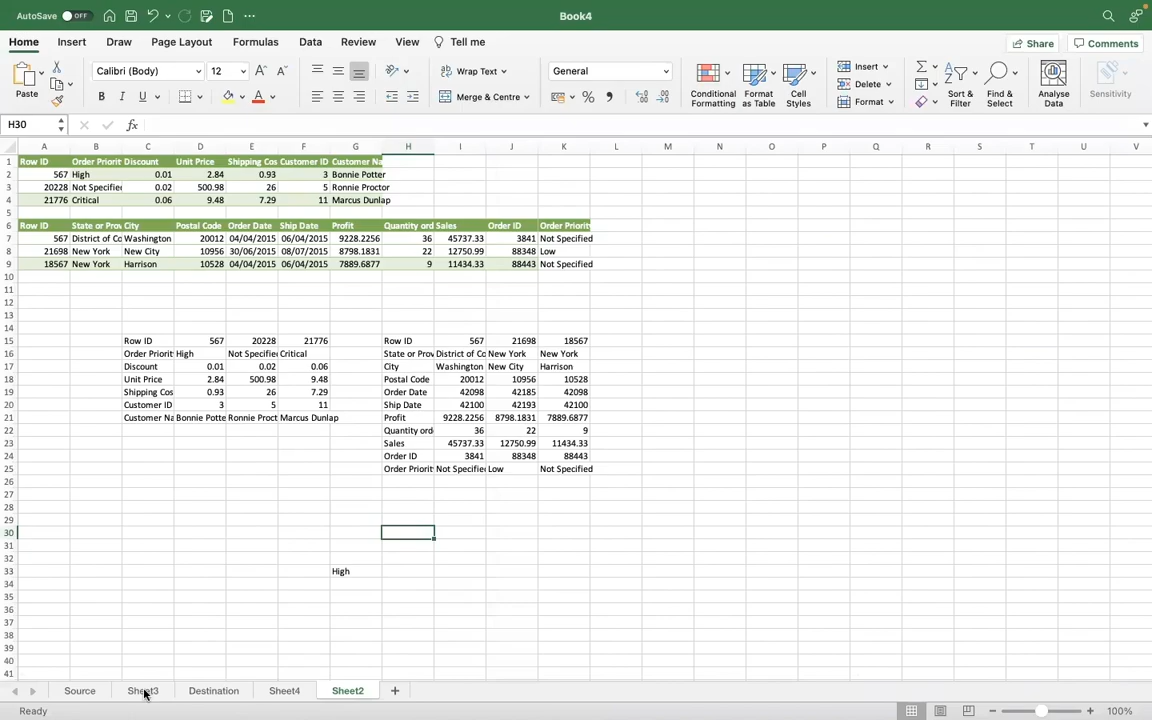 AutoSave OFF Book4
Home Insert Draw Page Layout Formulas Data Review View Tell me Share Comments
Calibri (Body) 12 A A Wrap Text General Insert
Paste Conditional Formatting Format as Table Cell Styles Delete Sort & Filter Find & Select Analyse Data Sensitivity
B I U A Merge & Centre % Format
H30 fx
A B C D E F G H I J K L M N O P Q R S T U V
1 Row ID Order Priorit Discount Unit Price Shipping Cos Customer ID Customer Na
2 567 High 0.01 2.84 0.93 3 Bonnie Potter
3 20228 Not Specified 0.02 500.98 26 5 Ronnie Proctor
4 21776 Critical 0.06 9.48 7.29 11 Marcus Dunlap
5
6 Row ID State or Prov City Postal Code Order Date Ship Date Profit Quantity ord Sales Order ID Order Priority
7 567 District of Co Washington 20012 04/04/2015 06/04/2015 9228.2256 36 45737.33 3841 Not Specified
8 21698 New York New City 10956 30/06/2015 08/07/2015 8798.1831 22 12750.99 88348 Low
9 18567 New York Harrison 10528 04/04/2015 06/04/2015 7889.6877 9 11434.33 88443 Not Specified
10
11
12
13
14
15 Row ID 567 20228 21776 Row ID 567 21698 18567
16 Order Priorit High Not Specifie Critical State or Prov District of Co New York New York
17 Discount 0.01 0.02 0.06 City Washington New City Harrison
18 Unit Price 2.84 500.98 9.48 Postal Code 20012 10956 10528
19 Shipping Cos 0.93 26 7.29 Order Date 42098 42185 42098
20 Customer ID 3 5 11 Ship Date 42100 42193 42100
21 Customer Na Bonnie Potte Ronnie Proct Marcus Dunlap Profit 9228.2256 8798.1831 7889.6877
22 Quantity ord 36 22 9
23 Sales 45737.33 12750.99 11434.33
24 Order ID 3841 88348 88443
25 Order Priorit Not Specifie Low Not Specified
26
27
28
29
30
31
32
33 High
34
35
36
37
38
39
40
41
Source Sheet3 Destination Sheet4 Sheet2
Ready 100%